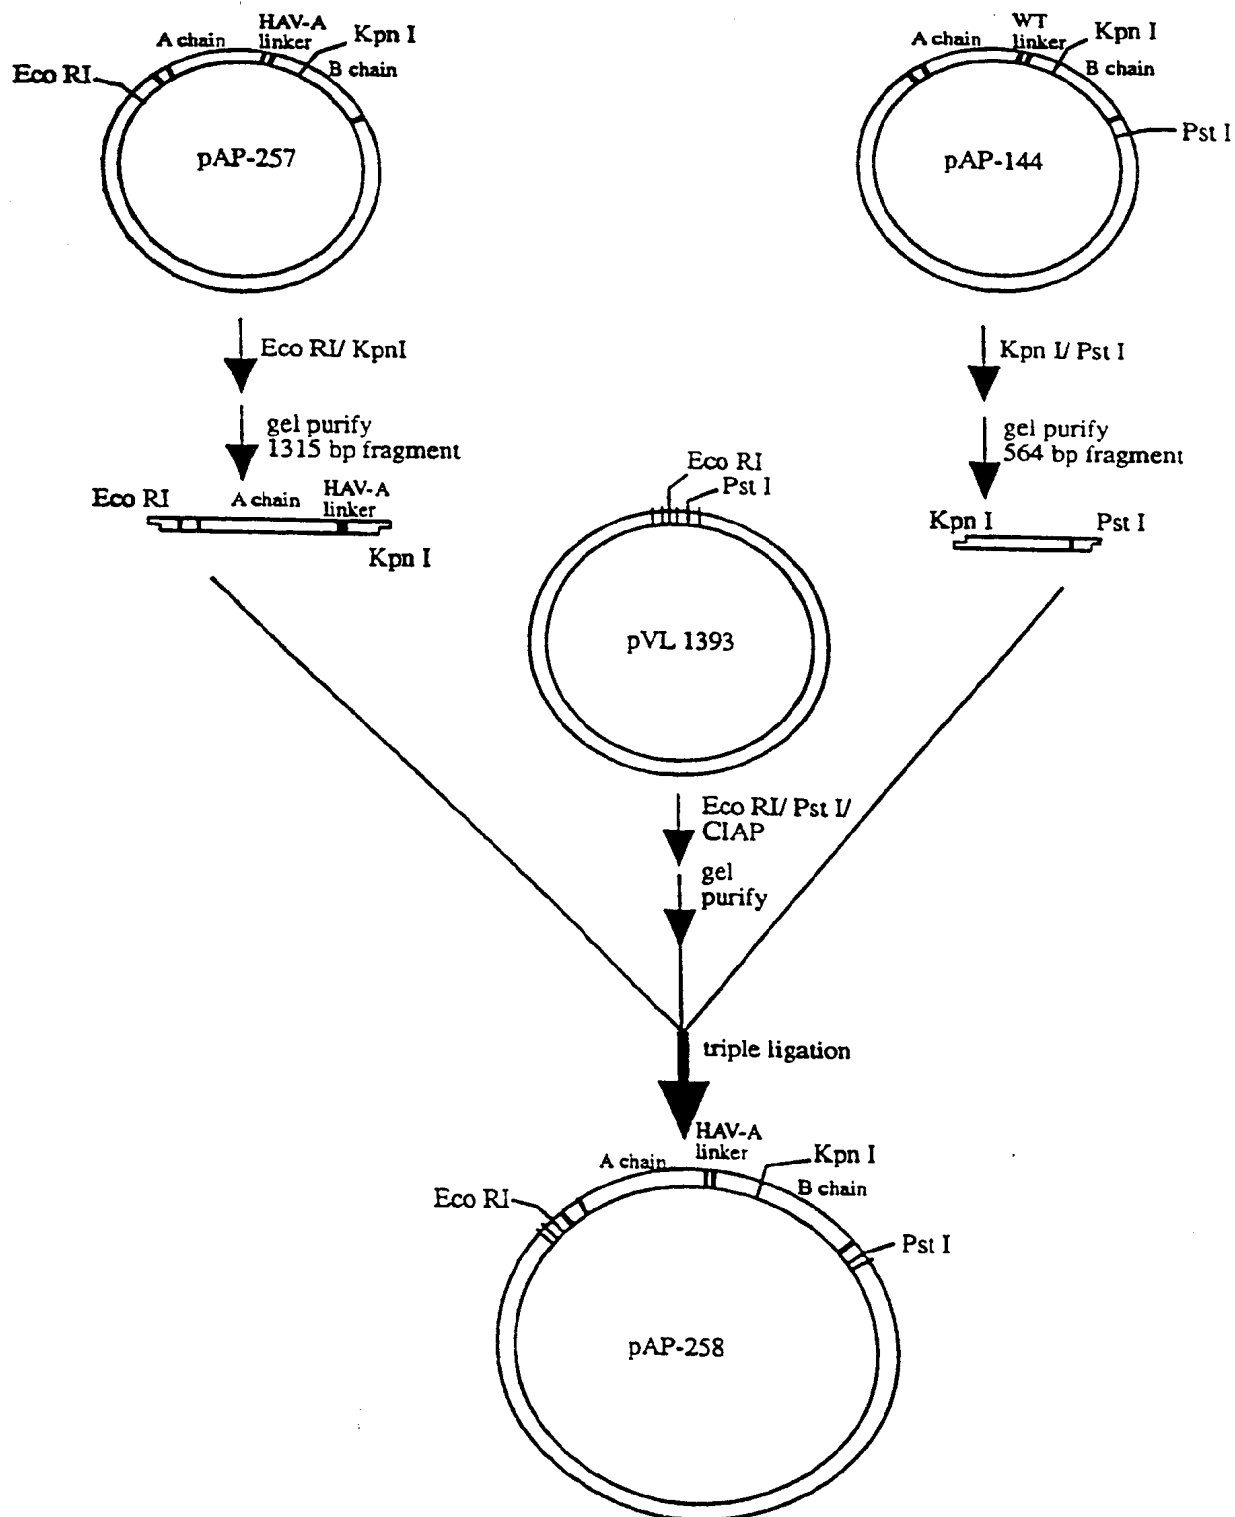 A chain
HAV-A
linker
Kpn I
B chain
Eco RI
pAP-257
A chain
WT
linker
Kpn I
B chain
Pst I
pAP-144
Eco RI/ KpnI
gel purify
1315 bp fragment
Kpn I/ Pst I
gel purify
564 bp fragment
Eco RI
A chain
HAV-A
linker
Kpn I
Eco RI
Pst I
pVL 1393
Kpn I
Pst I
Eco RI/ Pst I/
CIAP
gel
purify
triple ligation
A chain
HAV-A
linker
Kpn I
B chain
Eco RI
Pst I
pAP-258